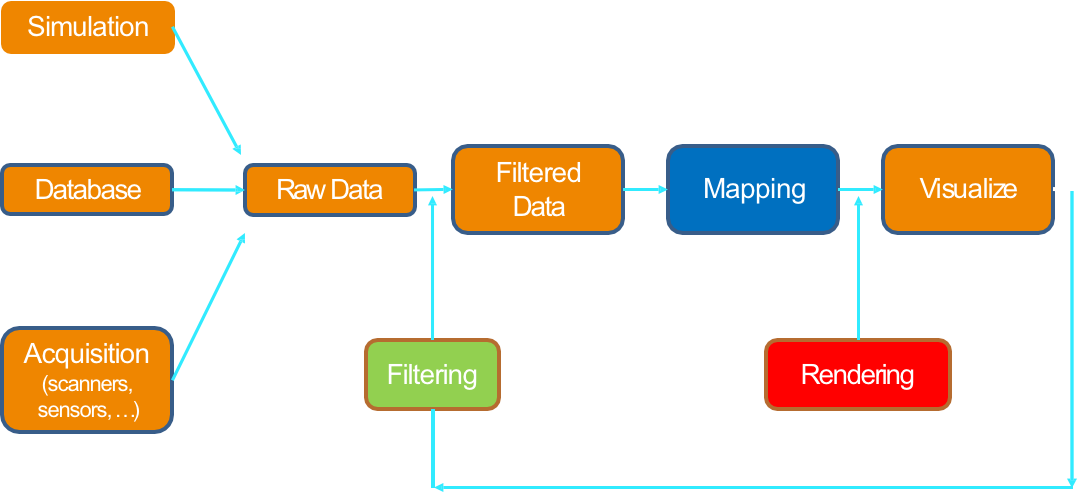 Simulation
Database
Raw Data
Filtered
Data
Mapping
Visualize
Acquisition
(scanners,
sensors, …)
Filtering
Rendering